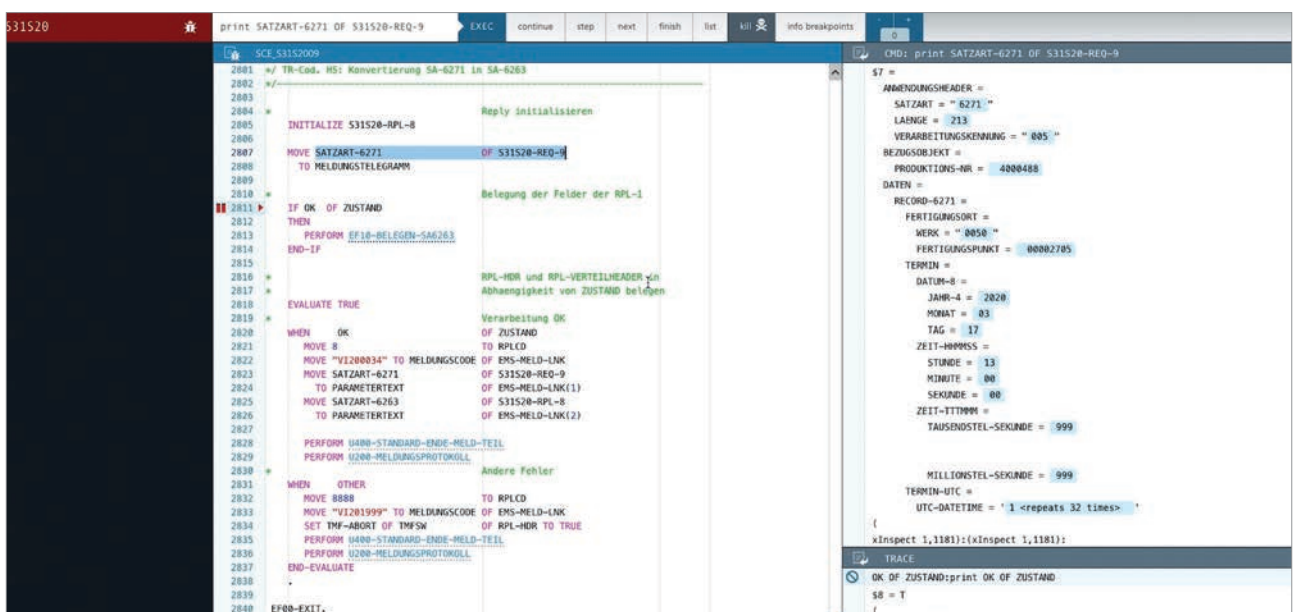 S31S20
print SATZART-6271 OF S31S20-REQ-9 EXEC continue step next finish list kill info breakpoints 0
SCE_S31S2009
2801 */ TR-Cod. MS: Konvertierung SA-6271 in SA-6263
2802 */
2803
2804 * Reply initialisieren
2805 INITIALIZE S31S20-RPL-8
2806
2807 MOVE SATZART-6271 OF S31S20-REQ-9
2808 TO MELDUNGSTELEGRAMM
2809
2810 * Belegung der Felder der RPL-1
2811 IF OK OF ZUSTAND
2812 THEN
2813 PERFORM EF10-BELEGEN-SA6263
2814 END-IF
2815
2816 * RPL-HDR und RPL-VERTEILHEADER in
2817 * Abhaengigkeit von ZUSTAND belegen
2818 EVALUATE TRUE
2819 * Verarbeitung OK
2820 WHEN OK OF ZUSTAND
2821 MOVE 8 TO RPLCD
2822 MOVE "VI200034" TO MELDUNGSCODE OF EMS-MELD-LNK
2823 MOVE SATZART-6271 OF S31S20-REQ-9
2824 TO PARAMETERTEXT OF EMS-MELD-LNK(1)
2825 MOVE SATZART-6263 OF S31S20-RPL-8
2826 TO PARAMETERTEXT OF EMS-MELD-LNK(2)
2827
2828 PERFORM U400-STANDARD-ENDE-MELD-TEIL
2829 PERFORM U200-MELDUNGSPROTOKOLL
2830 * Andere Fehler
2831 WHEN OTHER
2832 MOVE 8888 TO RPLCD
2833 MOVE "VI201999" TO MELDUNGSCODE OF EMS-MELD-LNK
2834 SET TMF-ABORT OF TMFSW OF RPL-HDR TO TRUE
2835 PERFORM U400-STANDARD-ENDE-MELD-TEIL
2836 PERFORM U200-MELDUNGSPROTOKOLL
2837 END-EVALUATE
2838 .
2839
2840 EF00-EXIT.
CMD: print SATZART-6271 OF S31S20-REQ-9
$7 =
ANWENDUNGSHEADER =
SATZART = " 6271 "
LAENGE = 213
VERARBEITUNGSKENNUNG = " 005 "
BEZUGSOBJEKT =
PRODUKTIONS-NR = 4000488
DATEN =
RECORD-6271 =
FERTIGUNGSORT =
WERK = " 0050 "
FERTIGUNGSPUNKT = 00002705
TERMIN =
DATUM-8 =
JAHR-4 = 2020
MONAT = 03
TAG = 17
ZEIT-HHMMSS =
STUNDE = 13
MINUTE = 00
SEKUNDE = 00
ZEIT-TTTMMM =
TAUSENDSTEL-SEKUNDE = 999
MILLIONSTEL-SEKUNDE = 999
TERMIN-UTC =
UTC-DATETIME = ' 1 <repeats 32 times> '
(
xInspect 1,1181):(xInspect 1,1181):
TRACE
OK OF ZUSTAND:print OK OF ZUSTAND
$8 = T
(